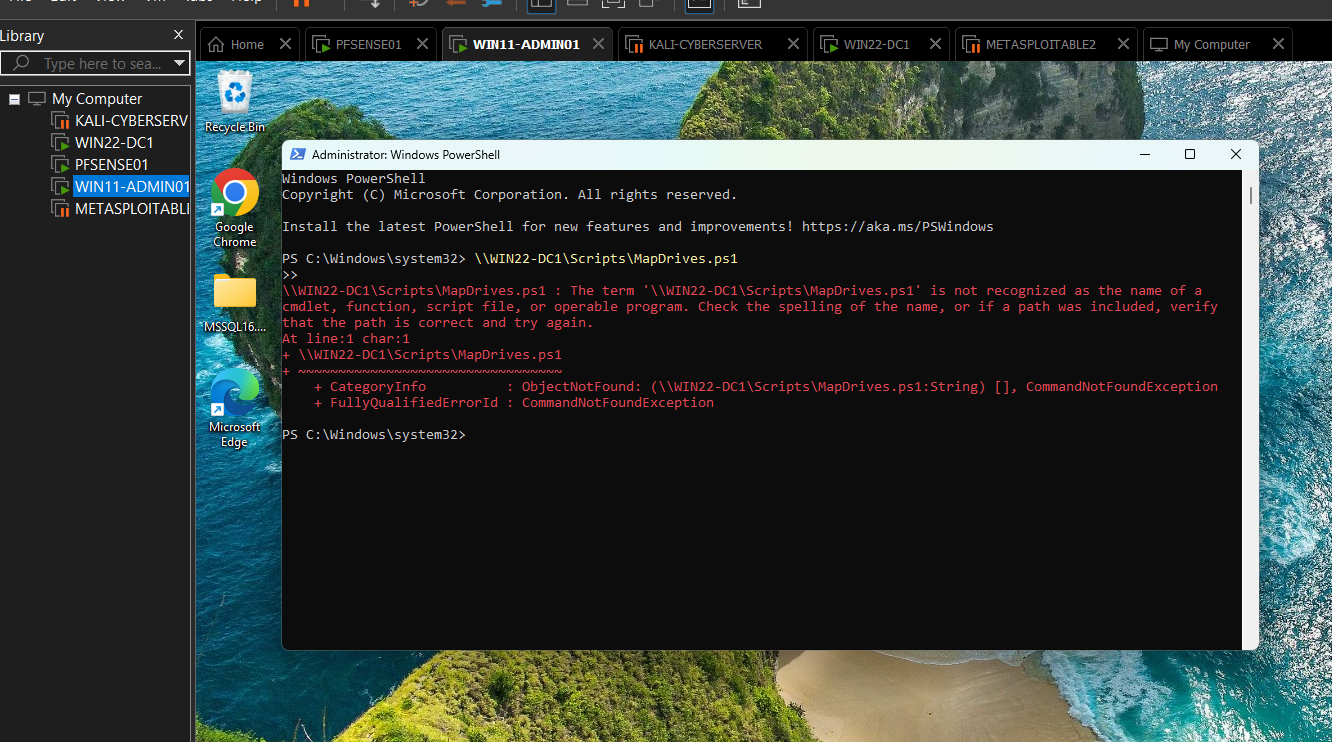 Library
Type here to sea...
My Computer
KALI-CYBERSERV
WIN22-DC1
PFSENSE01
WIN11-ADMIN01
METASPLOITABL
Home
PFSENSE01
WIN11-ADMIN01
KALI-CYBERSERVER
WIN22-DC1
METASPLOITABLE2
My Computer
Recycle Bin
Google
Chrome
MSSQL16....
Microsoft
Edge
Administrator: Windows PowerShell
Windows PowerShell
Copyright (C) Microsoft Corporation. All rights reserved.
Install the latest PowerShell for new features and improvements! https://aka.ms/PSWindows
PS C:\Windows\system32> \\WIN22-DC1\Scripts\MapDrives.ps1
>>
\\WIN22-DC1\Scripts\MapDrives.ps1 : The term '\\WIN22-DC1\Scripts\MapDrives.ps1' is not recognized as the name of a
cmdlet, function, script file, or operable program. Check the spelling of the name, or if a path was included, verify
that the path is correct and try again.
At line:1 char:1
+ \\WIN22-DC1\Scripts\MapDrives.ps1
+ ~~~~~~~~~~~~~~~~~~~~~~~~~~~~~~~~~
+ CategoryInfo          : ObjectNotFound: (\\WIN22-DC1\Scripts\MapDrives.ps1:String) [], CommandNotFoundException
+ FullyQualifiedErrorId : CommandNotFoundException
PS C:\Windows\system32>